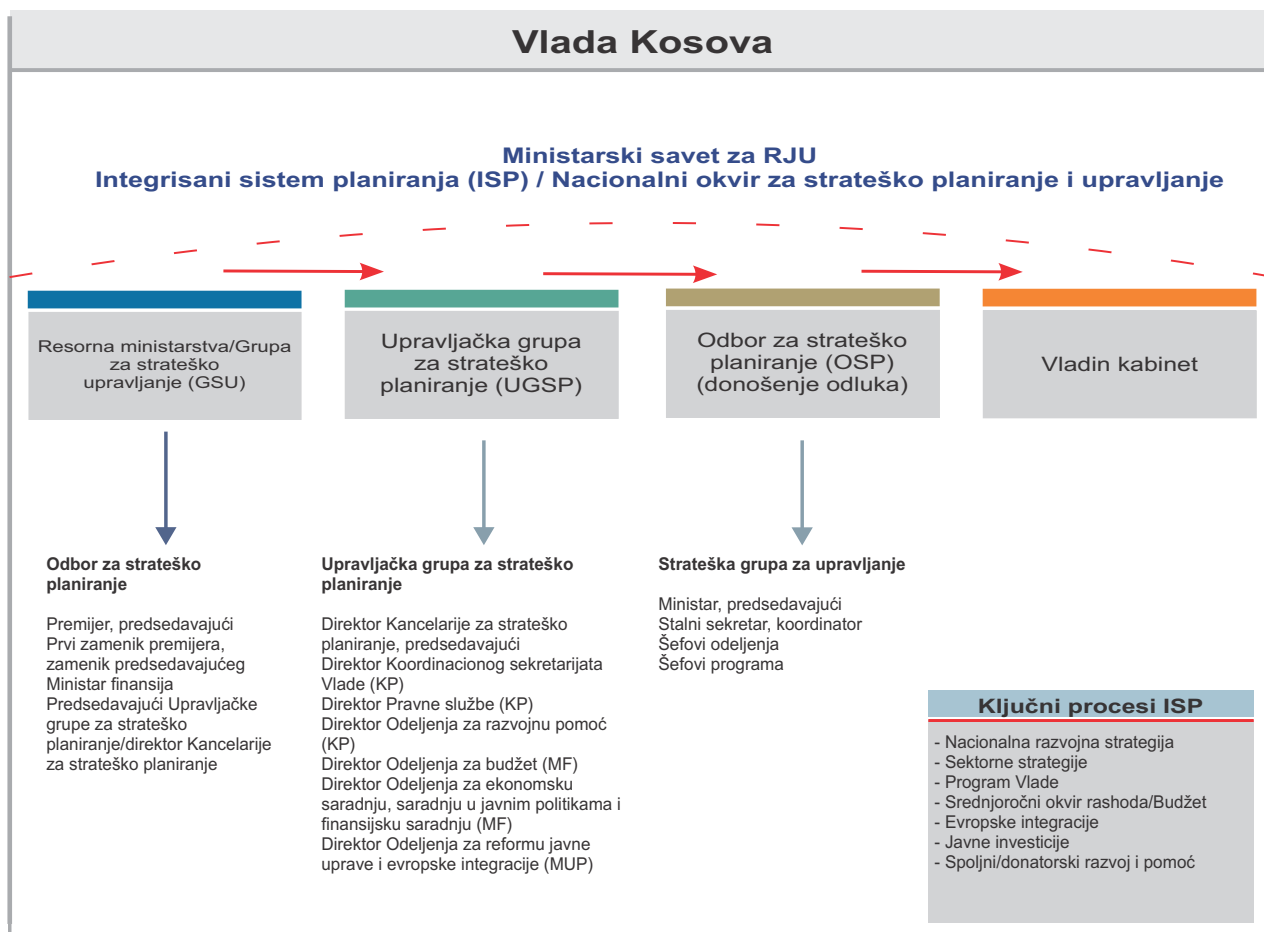 Vlada Kosova
Ministarski savet za RJU
Integrisani sistem planiranja (ISP) / Nacionalni okvir za strateško planiranje i upravljanje
Resorna ministarstva/Grupa
za strateško
upravljanje (GSU)
Upravljačka grupa
za strateško
planiranje (UGSP)
Odbor za strateško
planiranje (OSP)
(donošenje odluka)
Vladin kabinet
Odbor za strateško
planiranje
Premijer, predsedavajući
Prvi zamenik premijera,
zamenik predsedavajućeg
Ministar finansija
Predsedavajući Upravljačke
grupe za strateško
planiranje/direktor Kancelarije
za strateško planiranje
Upravljačka grupa za strateško
planiranje
Direktor Kancelarije za strateško
planiranje, predsedavajući
Direktor Koordinacionog sekretarijata
Vlade (KP)
Direktor Pravne službe (KP)
Direktor Odeljenja za razvojnu pomoć
(KP)
Direktor Odeljenja za budžet (MF)
Direktor Odeljenja za ekonomsku
saradnju, saradnju u javnim politikama i
finansijsku saradnju (MF)
Direktor Odeljenja za reformu javne
uprave i evropske integracije (MUP)
Strateška grupa za upravljanje
Ministar, predsedavajući
Stalni sekretar, koordinator
Šefovi odeljenja
Šefovi programa
Ključni procesi ISP
- Nacionalna razvojna strategija
- Sektorne strategije
- Program Vlade
- Srednjoročni okvir rashoda/Budžet
- Evropske integracije
- Javne investicije
- Spoljni/donatorski razvoj i pomoć